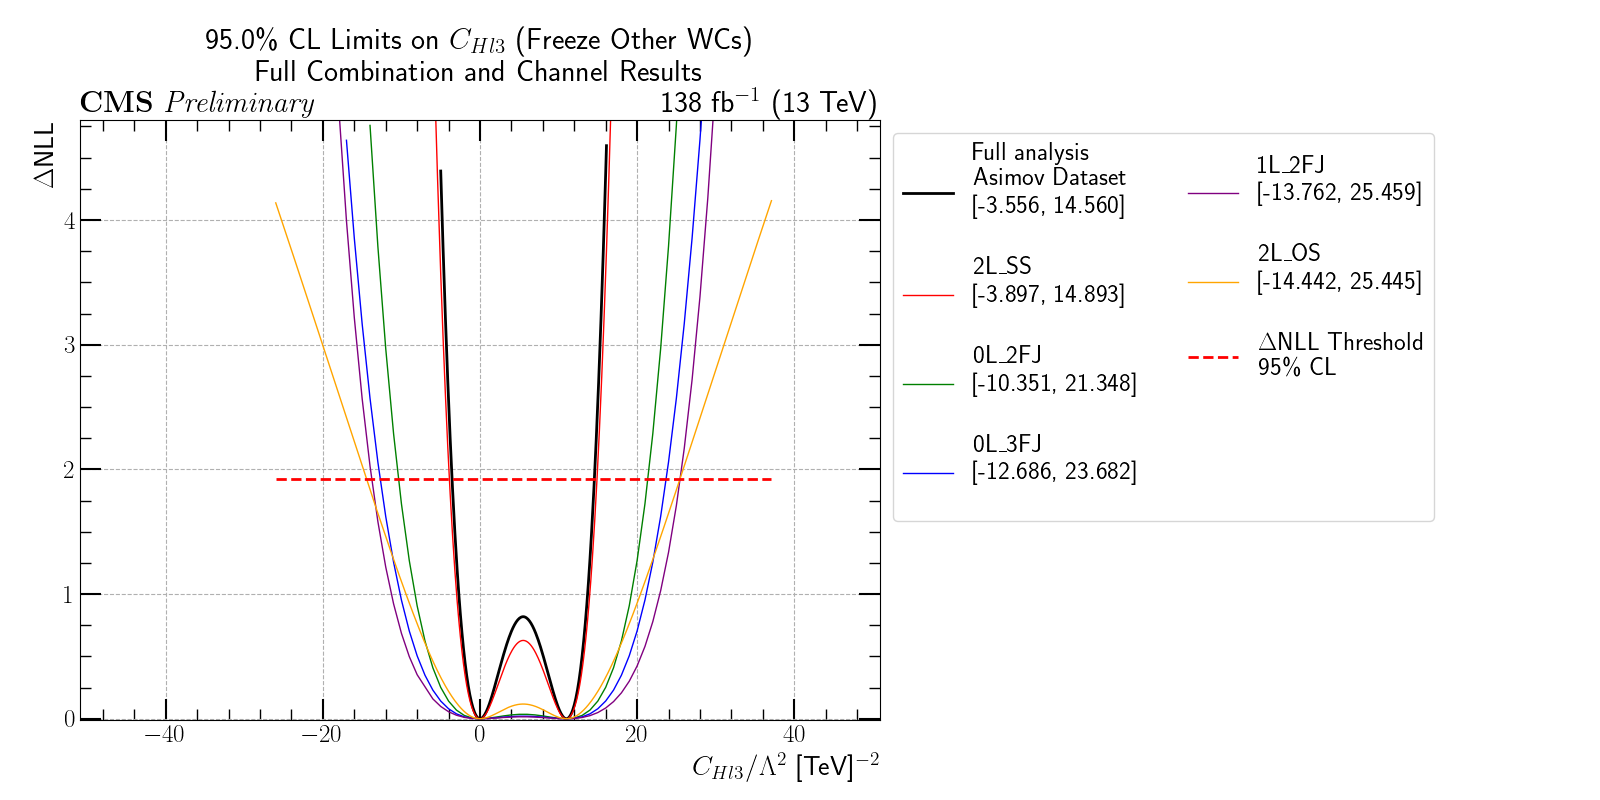 95.0% CL Limits on C_{Hl3} (Freeze Other WCs)
Full Combination and Channel Results
CMS Preliminary
138 fb⁻¹ (13 TeV)
ΔNLL
4
3
2
1
0
−40
−20
0
20
40
C_{Hl3}/Λ² [TeV]⁻²
Full analysis
Asimov Dataset
[-3.556, 14.560]
2L_SS
[-3.897, 14.893]
0L_2FJ
[-10.351, 21.348]
0L_3FJ
[-12.686, 23.682]
1L_2FJ
[-13.762, 25.459]
2L_OS
[-14.442, 25.445]
ΔNLL Threshold
95% CL